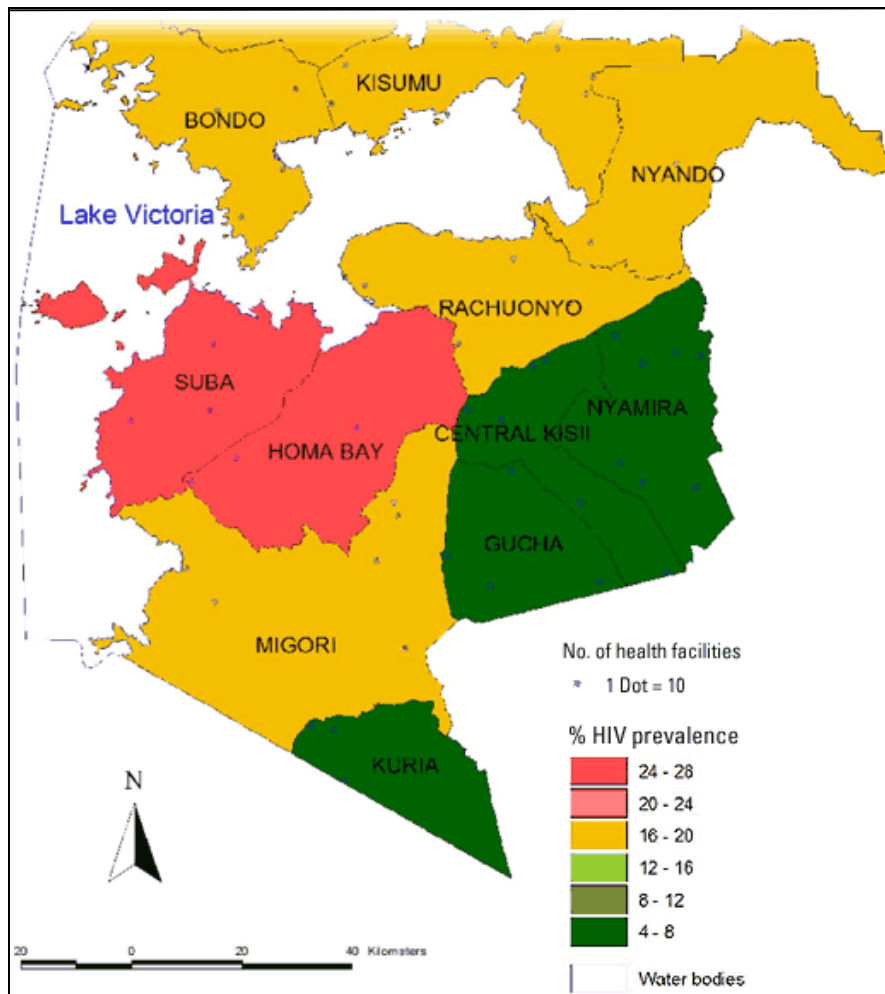 KISUMU
BONDO
NYANDO
Lake Victoria
RACHUONYO
SUBA
NYAMIRA
CENTRAL KISII
HOMA BAY
GUCHA
MIGORI
KURIA
No. of health facilities
1 Dot = 10
% HIV prevalence
24 - 28
20 - 24
16 - 20
12 - 16
8 - 12
4 - 8
Water bodies
N
20 0 20 40 Kilometers